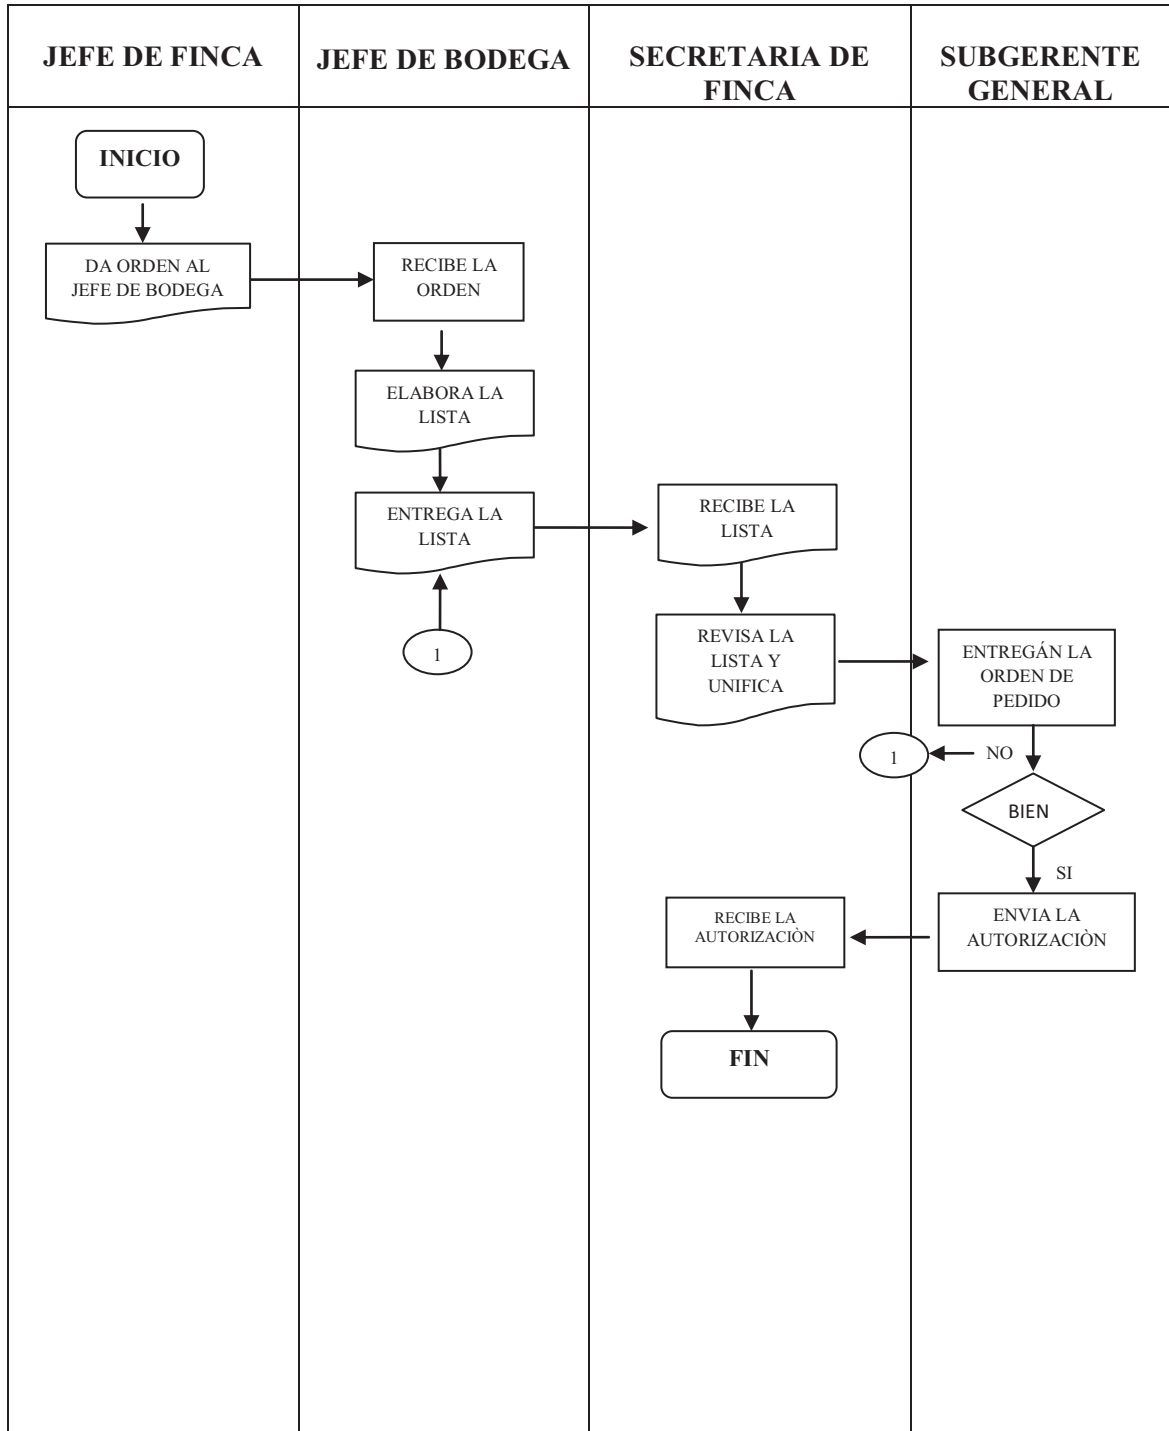 JEFE DE FINCA
JEFE DE BODEGA
SECRETARIA DE
FINCA
SUBGERENTE
GENERAL
INICIO
DA ORDEN AL
JEFE DE BODEGA
RECIBE LA
ORDEN
ELABORA LA
LISTA
ENTREGA LA
LISTA
RECIBE LA
LISTA
1
REVISA LA
LISTA Y
UNIFICA
ENTREGÁN LA
ORDEN DE
PEDIDO
1
NO
BIEN
SI
ENVIA LA
AUTORIZACIÒN
RECIBE LA
AUTORIZACIÒN
FIN